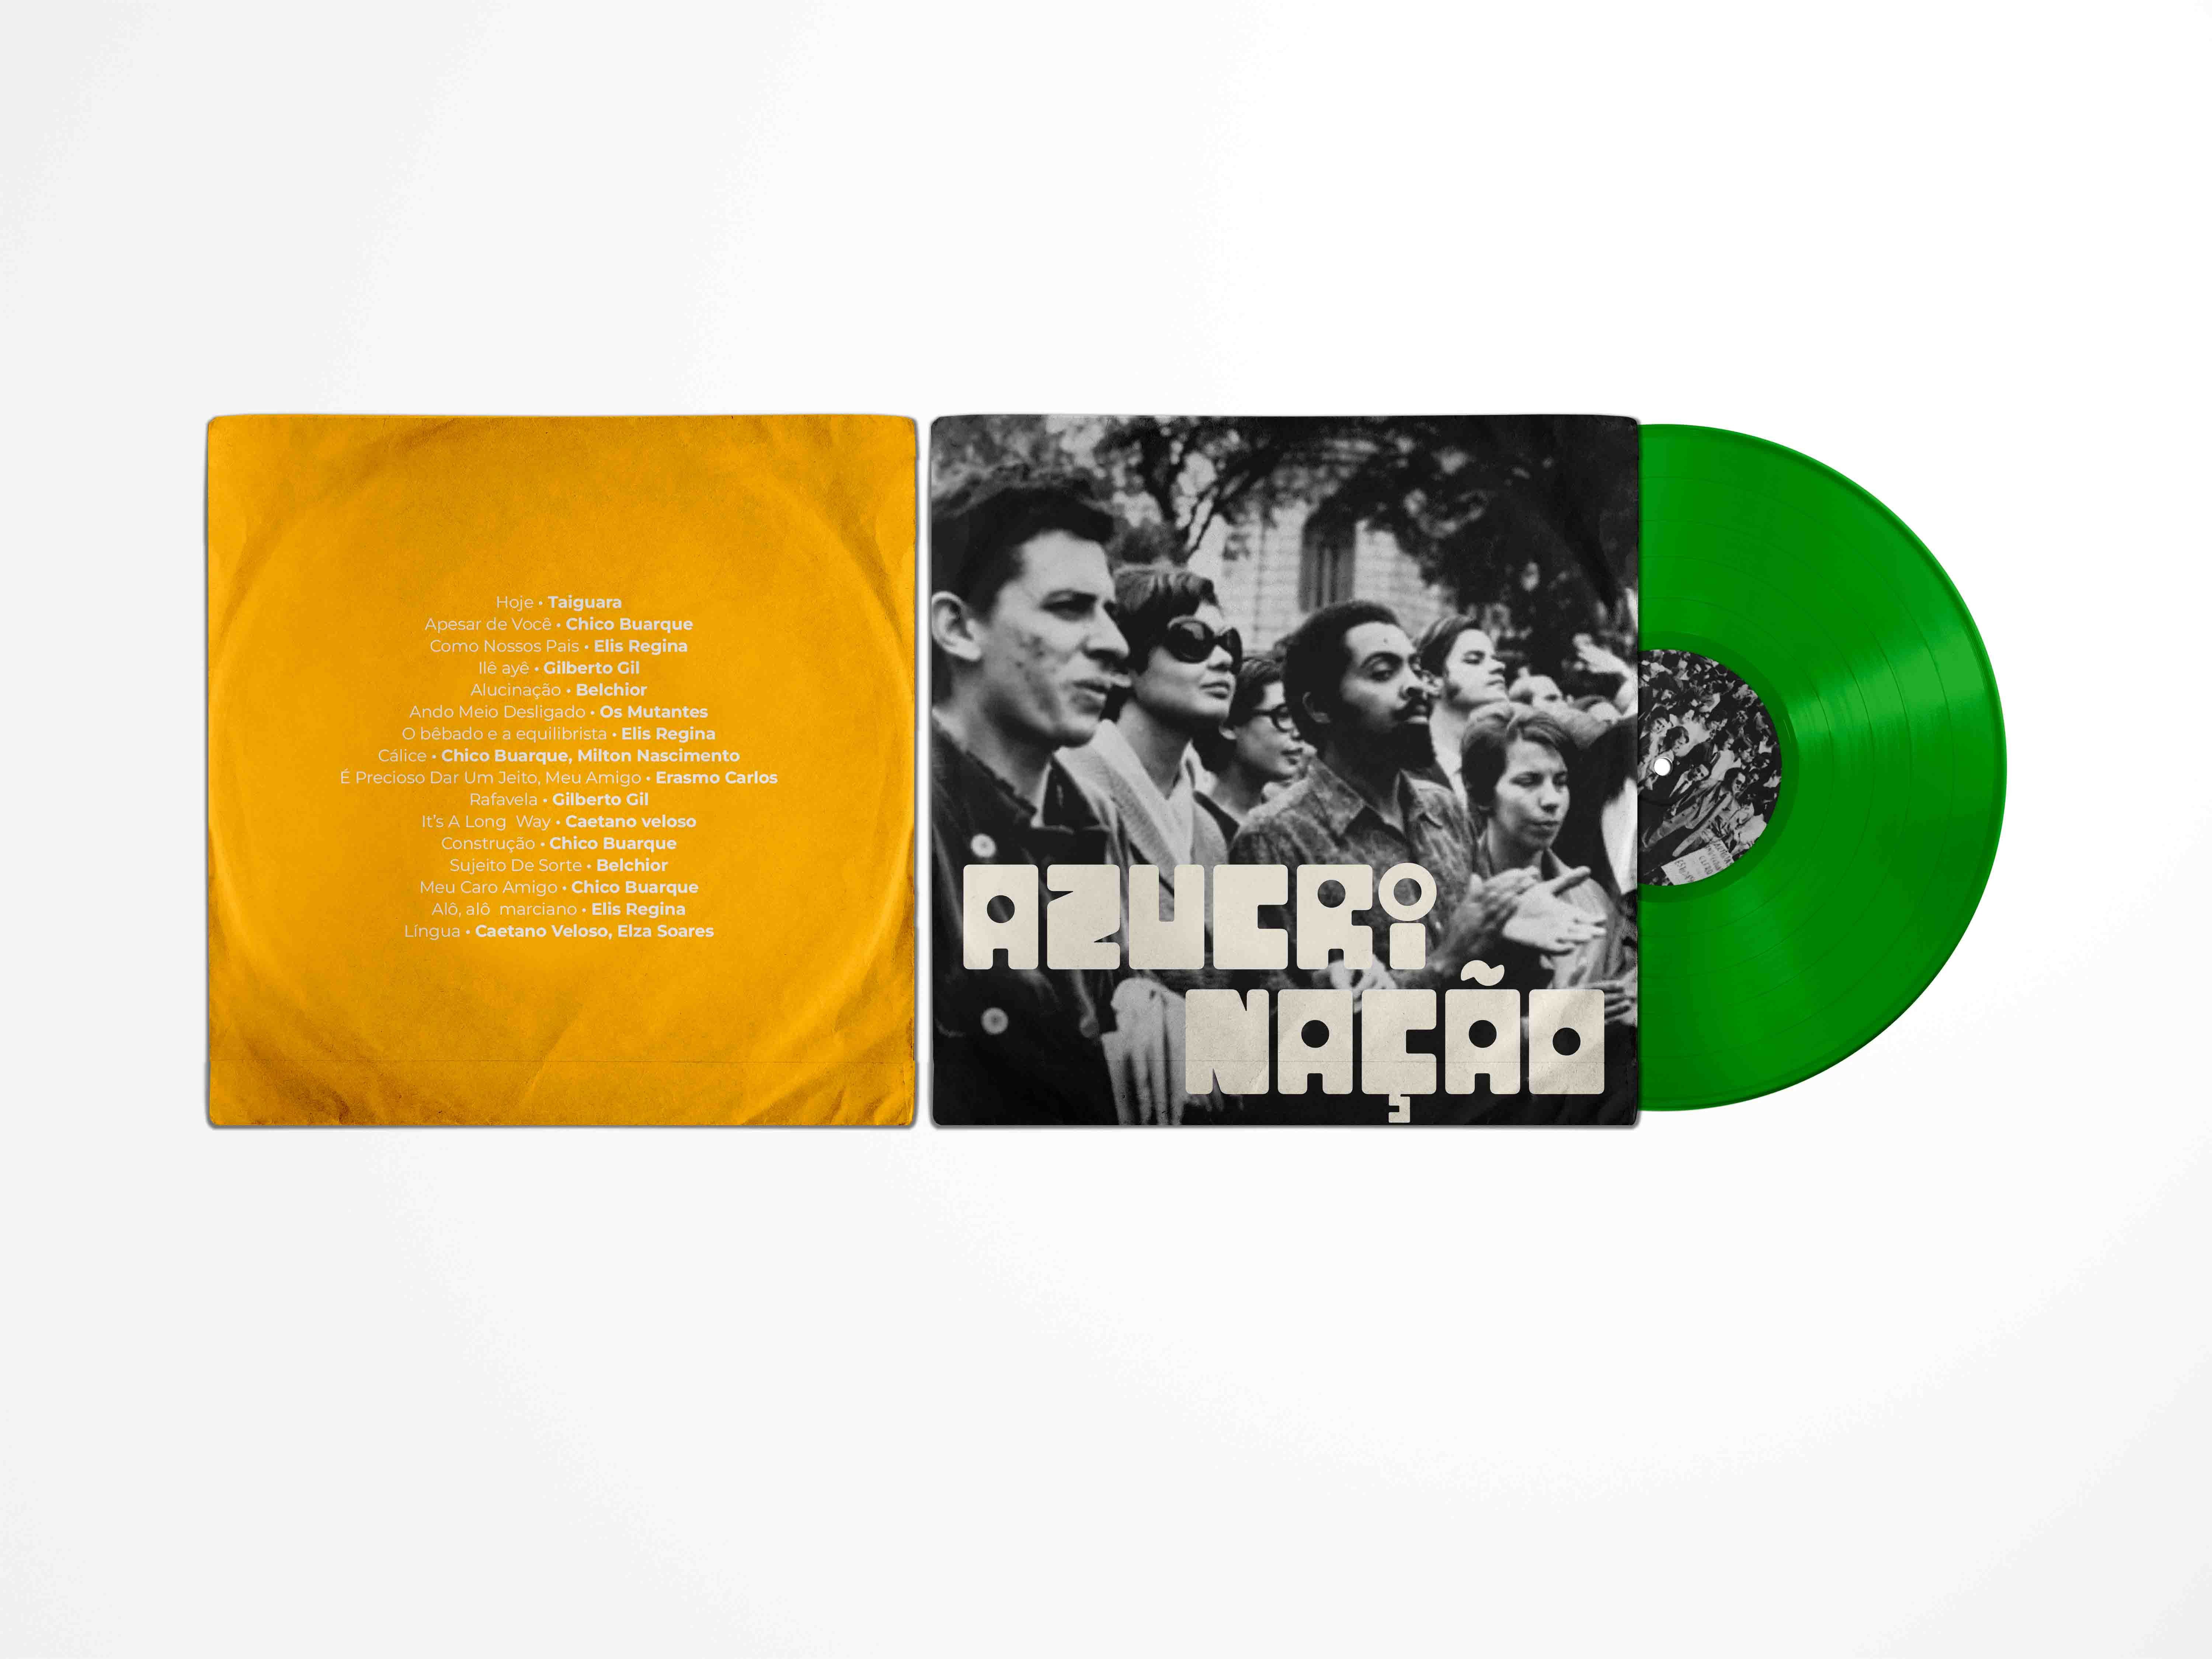 Hoje • Taiguara
Apesar de Você • Chico Buarque
Como Nossos Pais • Elis Regina
Ilê ayê • Gilberto Gil
Alucinação • Belchior
Ando Meio Desligado • Os Mutantes
O bêbado e a equilibrista • Elis Regina
Cálice • Chico Buarque, Milton Nascimento
É Precioso Dar Um Jeito, Meu Amigo • Erasmo Carlos
Rafavela • Gilberto Gil
It's A Long  Way • Caetano veloso
Construção • Chico Buarque
Sujeito De Sorte • Belchior
Meu Caro Amigo • Chico Buarque
Alô, alô  marciano • Elis Regina
Língua • Caetano Veloso, Elza Soares
AZUCRi
NAÇÃO